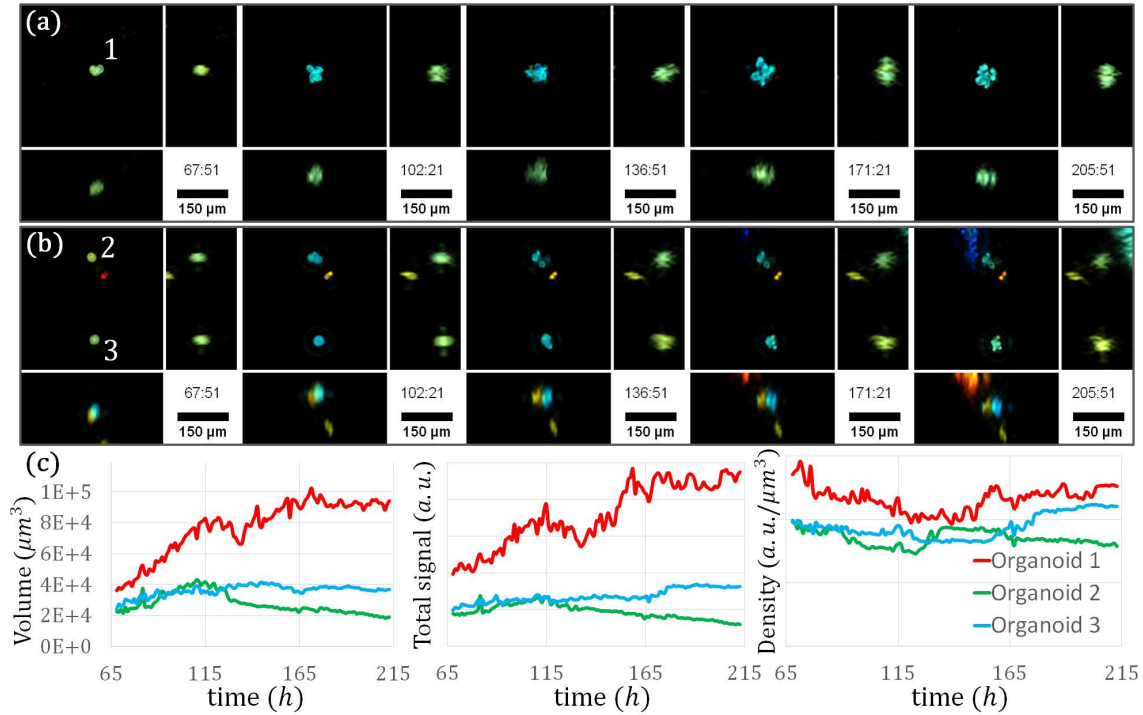 (a)
1
67:51
150 μm
102:21
150 μm
136:51
150 μm
171:21
150 μm
205:51
150 μm
(b)
2
3
67:51
150 μm
102:21
150 μm
136:51
150 μm
171:21
150 μm
205:51
150 μm
(c)
Volume (μm³)
1E+5
8E+4
6E+4
4E+4
2E+4
0E+0
65 115 165 215
time (h)
Total signal (a. u.)
65 115 165 215
time (h)
Density (a. u./μm³)
Organoid 1
Organoid 2
Organoid 3
65 115 165 215
time (h)